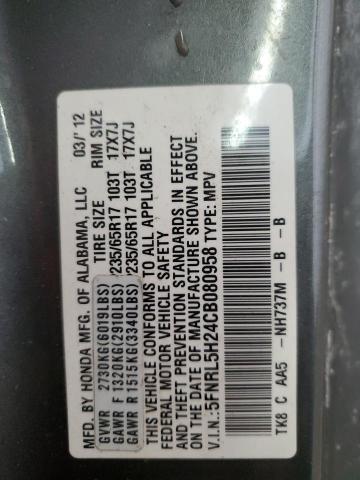 MFD. BY HONDA MFG. OF ALABAMA, LLC 03/'12
TIRE SIZE RIM SIZE
GVWR 2730KG(6019LBS)
GAWR F 1320KG(2910LBS) 235/65R17 103T 17X7J
GAWR R 1515KG(3340LBS) 235/65R17 103T 17X7J
THIS VEHICLE CONFORMS TO ALL APPLICABLE
FEDERAL MOTOR VEHICLE SAFETY
AND THEFT PREVENTION STANDARDS IN EFFECT
ON THE DATE OF MANUFACTURE SHOWN ABOVE.
V.I.N.: 5FNRL5H24CB080958 TYPE: MPV
TK8 C AA5 -NH737M - B - B